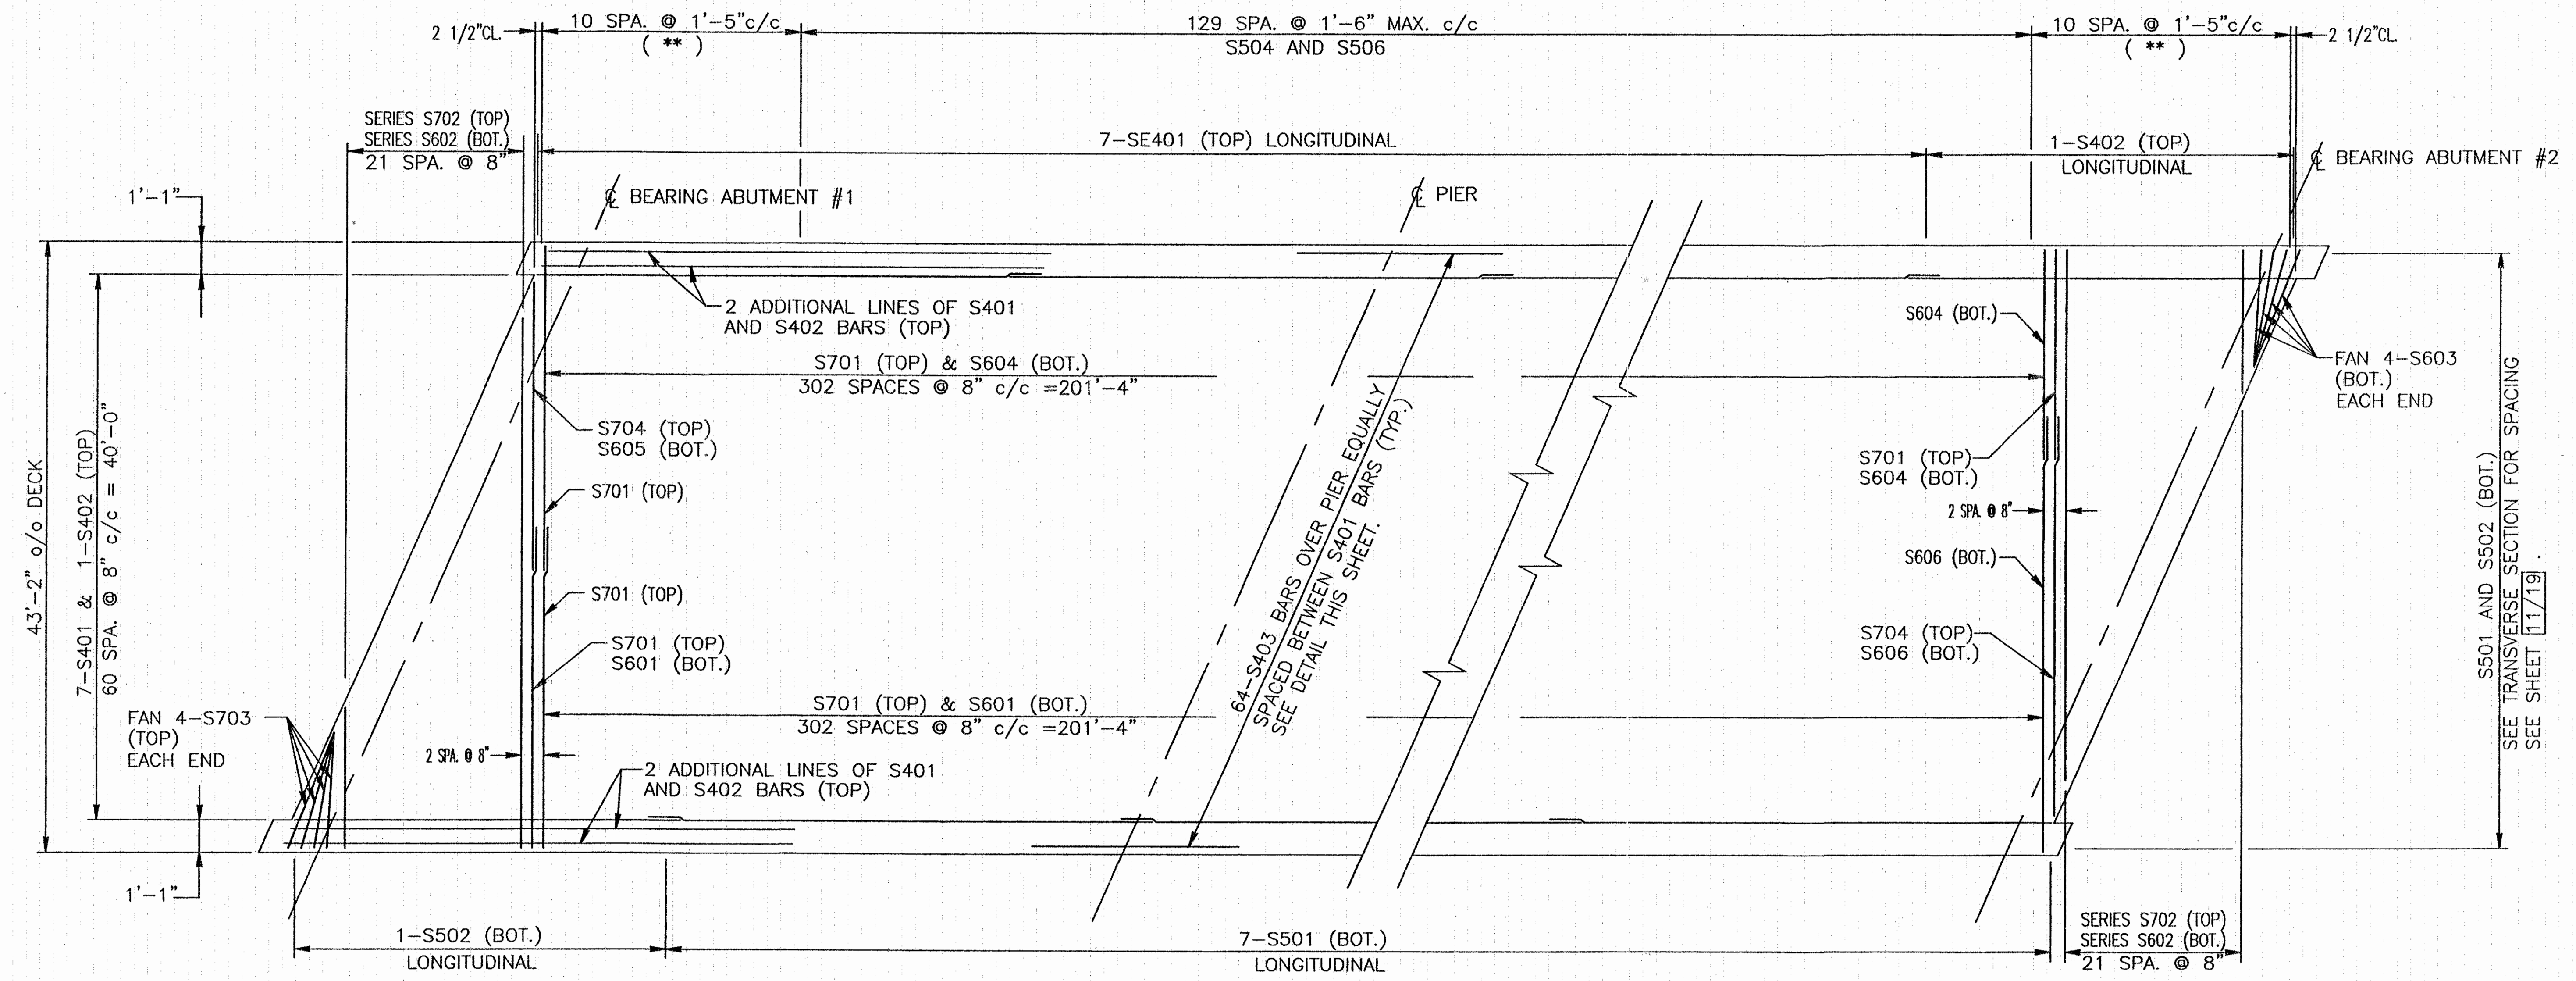 10 SPA. @ 1'-5"c/c
( ** )
2 1/2"CL.
129 SPA. @ 1'-6" MAX. c/c
S504 AND S506
10 SPA. @ 1'-5"c/c
( ** )
2 1/2"CL.
SERIES S702 (TOP)
SERIES S602 (BOT.)
21 SPA. @ 8"
7-SE401 (TOP) LONGITUDINAL
1-S402 (TOP)
LONGITUDINAL
℄ BEARING ABUTMENT #2
1'-1"
℄ BEARING ABUTMENT #1
℄ PIER
2 ADDITIONAL LINES OF S401
AND S402 BARS (TOP)
S604 (BOT.)
S701 (TOP) & S604 (BOT.)
302 SPACES @ 8" c/c =201'-4"
FAN 4-S603
(BOT.)
EACH END
S704 (TOP)
S605 (BOT.)
S701 (TOP)
S701 (TOP)
S604 (BOT.)
2 SPA. @ 8"
S606 (BOT.)
43'-2" o/o DECK
7-S401 & 1-S402 (TOP)
60 SPA. @ 8" c/c = 40'-0"
64-S403 BARS OVER PIER EQUALLY
SPACED BETWEEN S401 BARS (TYP.)
SEE DETAIL THIS SHEET.
S501 AND S502 (BOT.)
SEE TRANSVERSE SECTION FOR SPACING
SEE SHEET 11/19 .
S701 (TOP)
S701 (TOP)
S601 (BOT.)
S704 (TOP)
S606 (BOT.)
S701 (TOP) & S601 (BOT.)
302 SPACES @ 8" c/c =201'-4"
FAN 4-S703
(TOP)
EACH END
2 SPA. @ 8"
2 ADDITIONAL LINES OF S401
AND S402 BARS (TOP)
1'-1"
1-S502 (BOT.)
LONGITUDINAL
7-S501 (BOT.)
LONGITUDINAL
SERIES S702 (TOP)
SERIES S602 (BOT.)
21 SPA. @ 8"